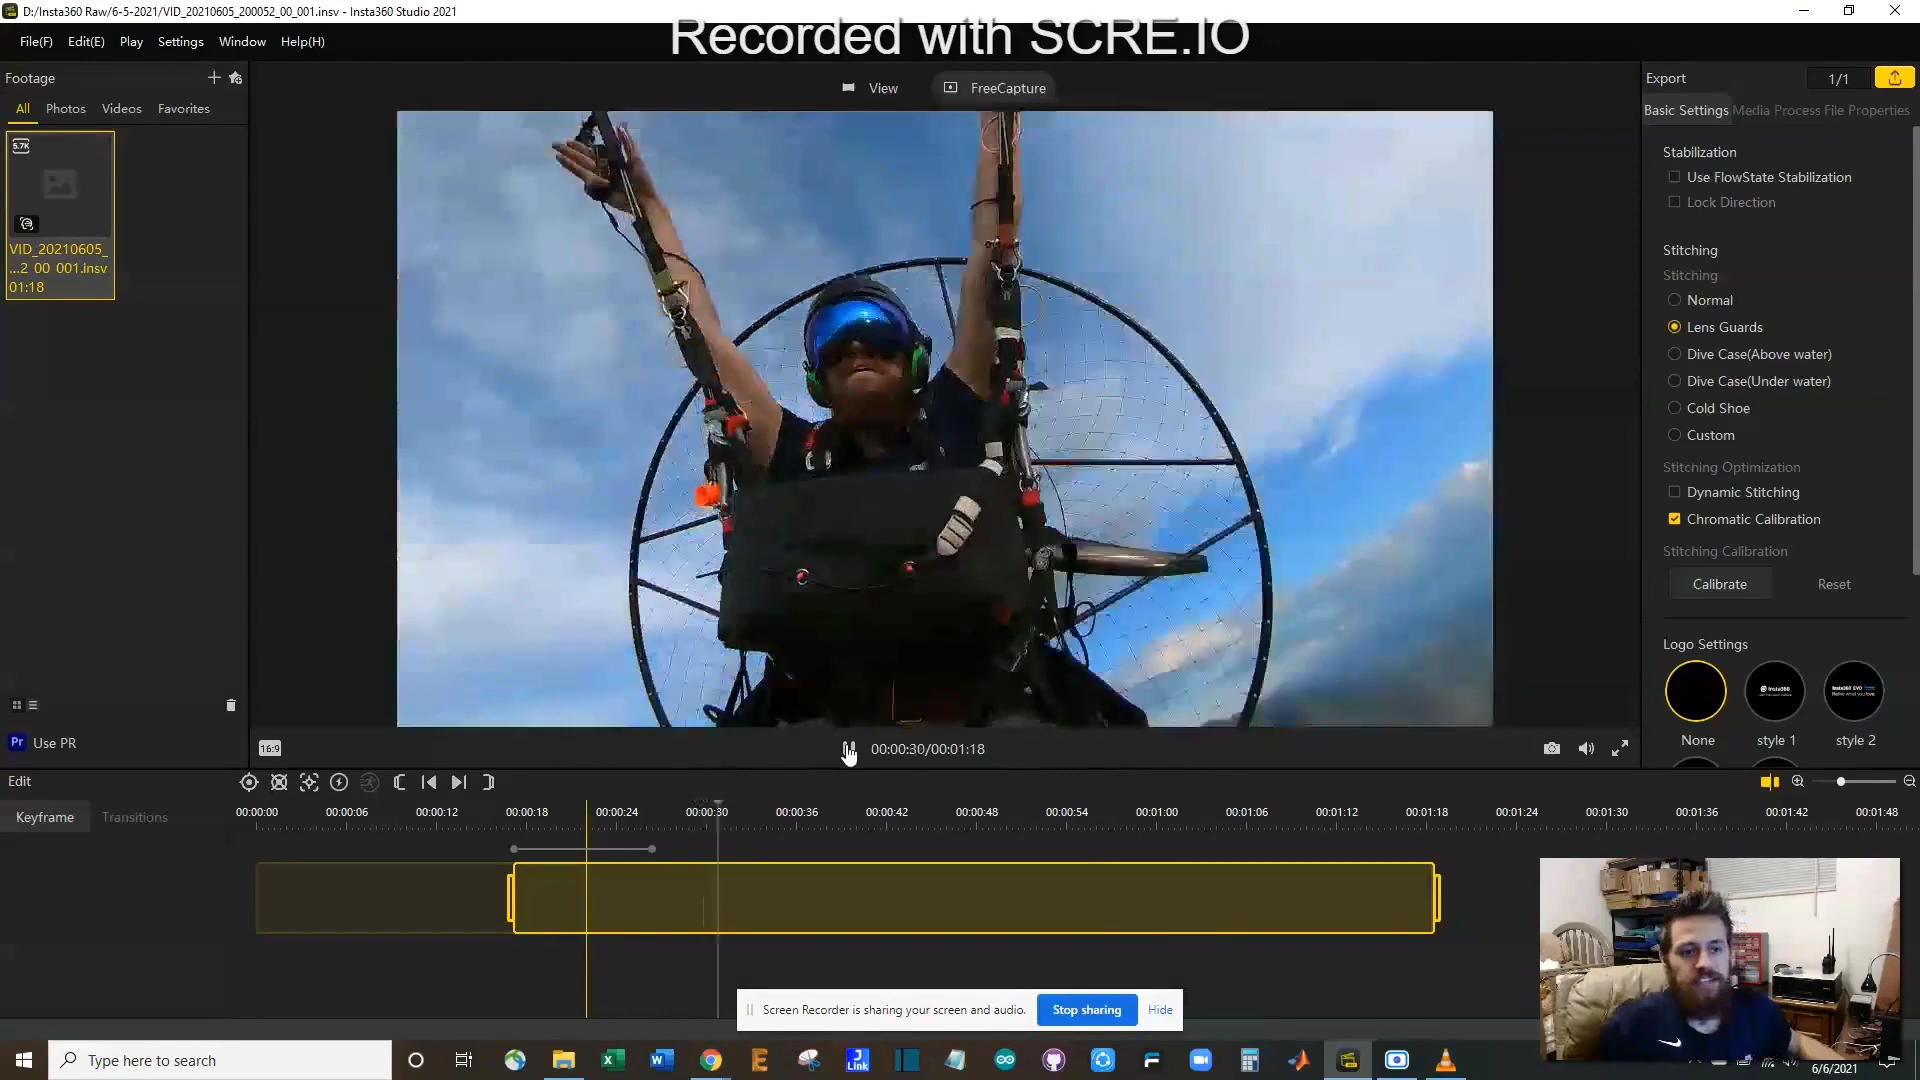 D:/Insta360 Raw/6-5-2021/VID_20210605_200052_00_001.insv - Insta360 Studio 2021
Recorded with SCRE.IO
File(F) Edit(E) Play Settings Window Help(H)
Footage
All Photos Videos Favorites
5.7K
VID_20210605_
...2_00_001.insv
01:18
Pr Use PR
View FreeCapture
16:9
00:00:30/00:01:18
Export 1/1
Basic Settings Media Process File Properties
Stabilization
Use FlowState Stabilization
Lock Direction
Stitching
Stitching
Normal
Lens Guards
Dive Case(Above water)
Dive Case(Under water)
Cold Shoe
Custom
Stitching Optimization
Dynamic Stitching
Chromatic Calibration
Stitching Calibration
Calibrate Reset
Logo Settings
None style 1 style 2
Edit
Keyframe Transitions
00:00:00 00:00:06 00:00:12 00:00:18 00:00:24 00:00:30 00:00:36 00:00:42 00:00:48 00:00:54 00:01:00 00:01:06 00:01:12 00:01:18 00:01:24 00:01:30 00:01:36 00:01:42 00:01:48
Screen Recorder is sharing your screen and audio. Stop sharing Hide
Type here to search
J Link
6/6/2021